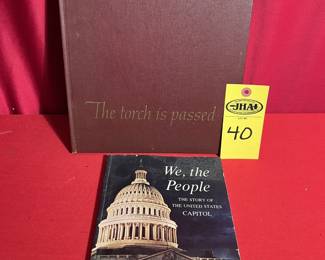 The torch is passed
JHA
40
We, the
People
THE STORY OF
THE UNITED STATES
CAPITOL